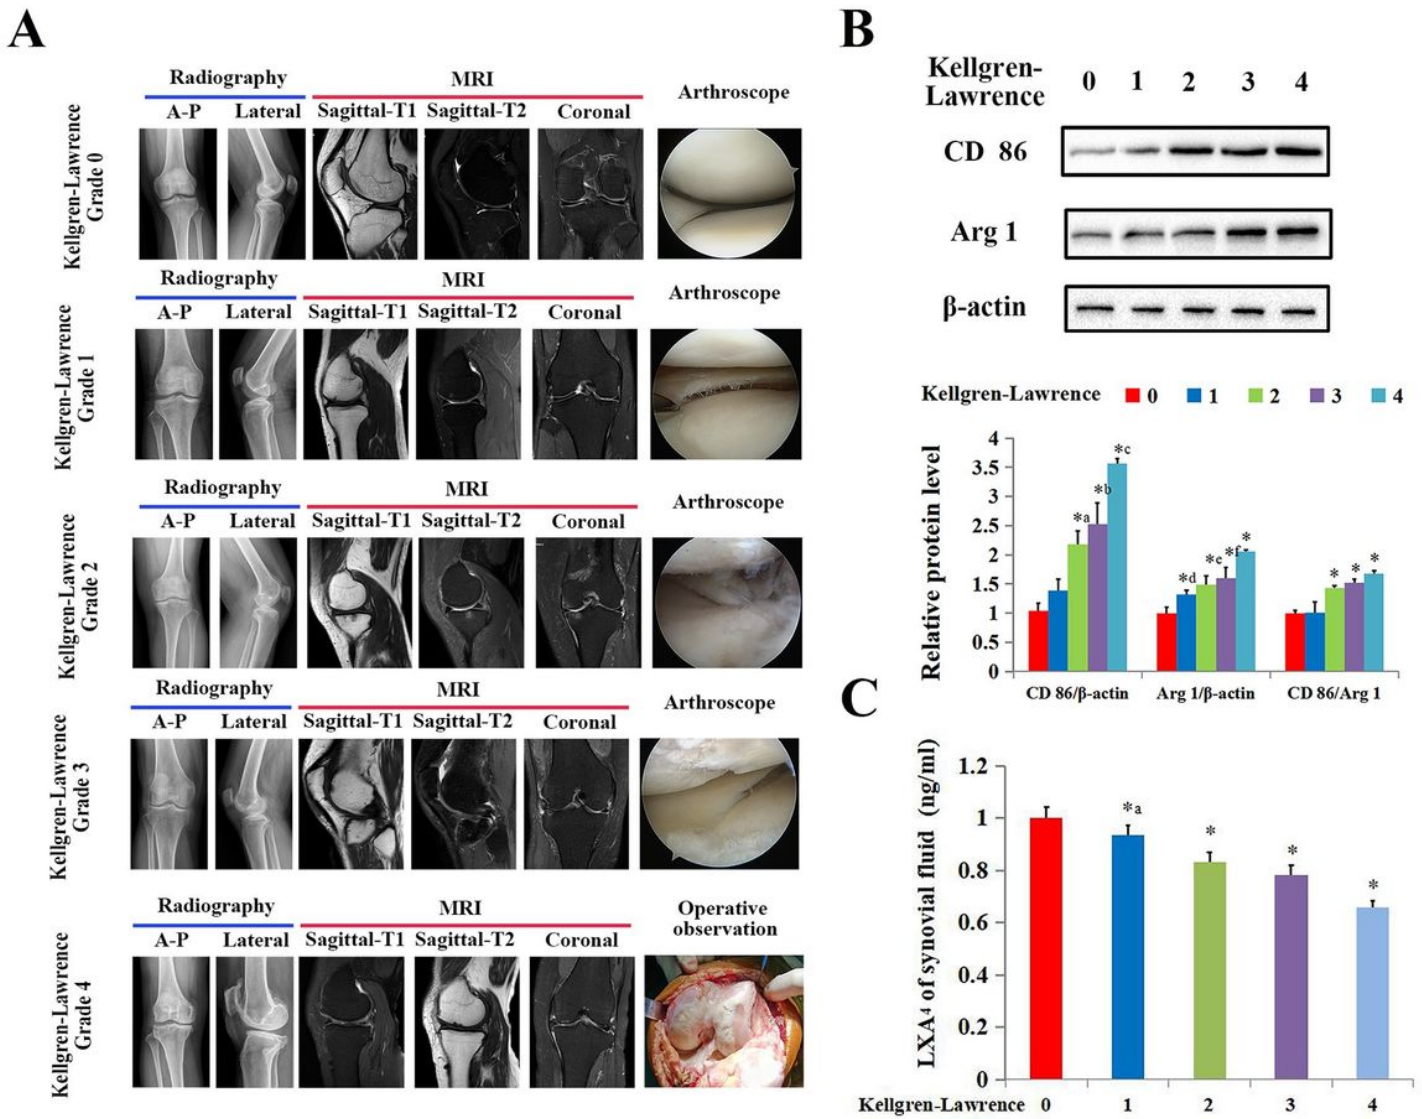 A
Radiography
MRI
Arthroscope
A-P
Lateral
Sagittal-T1
Sagittal-T2
Coronal
Kellgren-Lawrence
Grade 0
Radiography
MRI
Arthroscope
A-P
Lateral
Sagittal-T1
Sagittal-T2
Coronal
Kellgren-Lawrence
Grade 1
Radiography
MRI
Arthroscope
A-P
Lateral
Sagittal-T1
Sagittal-T2
Coronal
Kellgren-Lawrence
Grade 2
Radiography
MRI
Arthroscope
A-P
Lateral
Sagittal-T1
Sagittal-T2
Coronal
Kellgren-Lawrence
Grade 3
Radiography
MRI
Operative
observation
A-P
Lateral
Sagittal-T1
Sagittal-T2
Coronal
Kellgren-Lawrence
Grade 4
B
Kellgren-
Lawrence
0 1 2 3 4
CD 86
Arg 1
β-actin
Kellgren-Lawrence 0 1 2 3 4
Relative protein level
4
3.5
3
2.5
2
1.5
1
0.5
0
*a
*b
*c
*d
*e
*f
*
*
*
*
CD 86/β-actin
Arg 1/β-actin
CD 86/Arg 1
C
LXA⁴ of synovial fluid (ng/ml)
1.2
1
0.8
0.6
0.4
0.2
0
*a
*
*
*
Kellgren-Lawrence 0 1 2 3 4